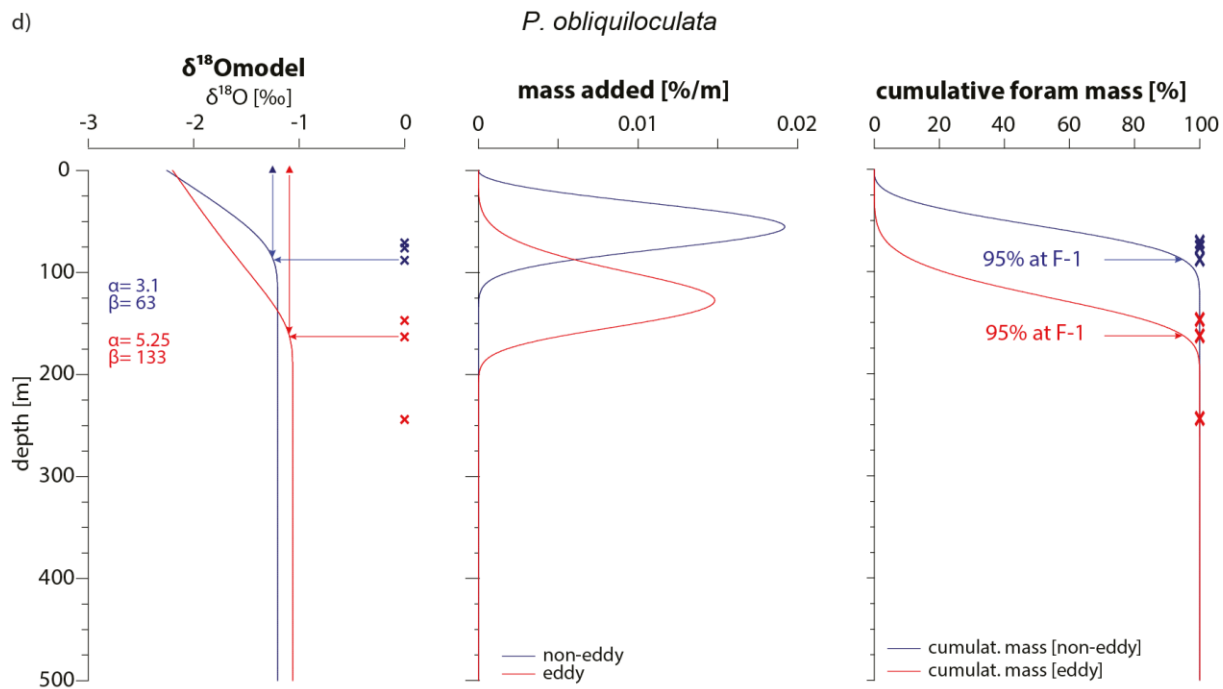 d)
P. obliquiloculata
δ¹⁸Omodel
δ¹⁸O [‰]
-3 -2 -1 0
mass added [%/m]
0 0.01 0.02
cumulative foram mass [%]
0 20 40 60 80 100
depth [m]
0
100
200
300
400
500
α= 3.1
β= 63
α= 5.25
β= 133
non-eddy
eddy
95% at F-1
95% at F-1
cumulat. mass [non-eddy]
cumulat. mass [eddy]